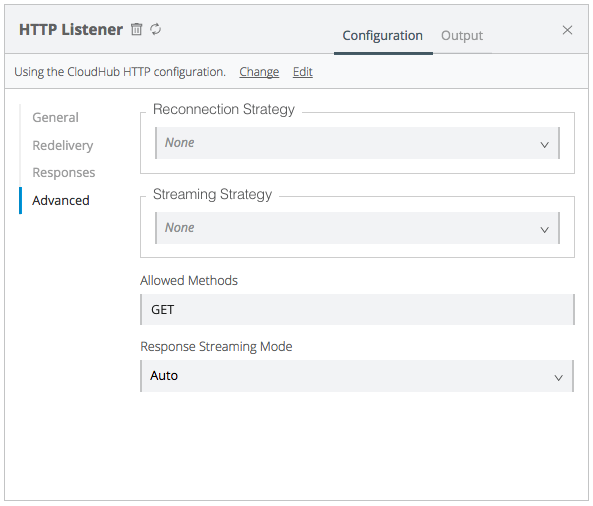 HTTP Listener
Configuration
Output
Using the CloudHub HTTP configuration. Change Edit
General
Redelivery
Responses
Advanced
Reconnection Strategy
None
Streaming Strategy
None
Allowed Methods
GET
Response Streaming Mode
Auto